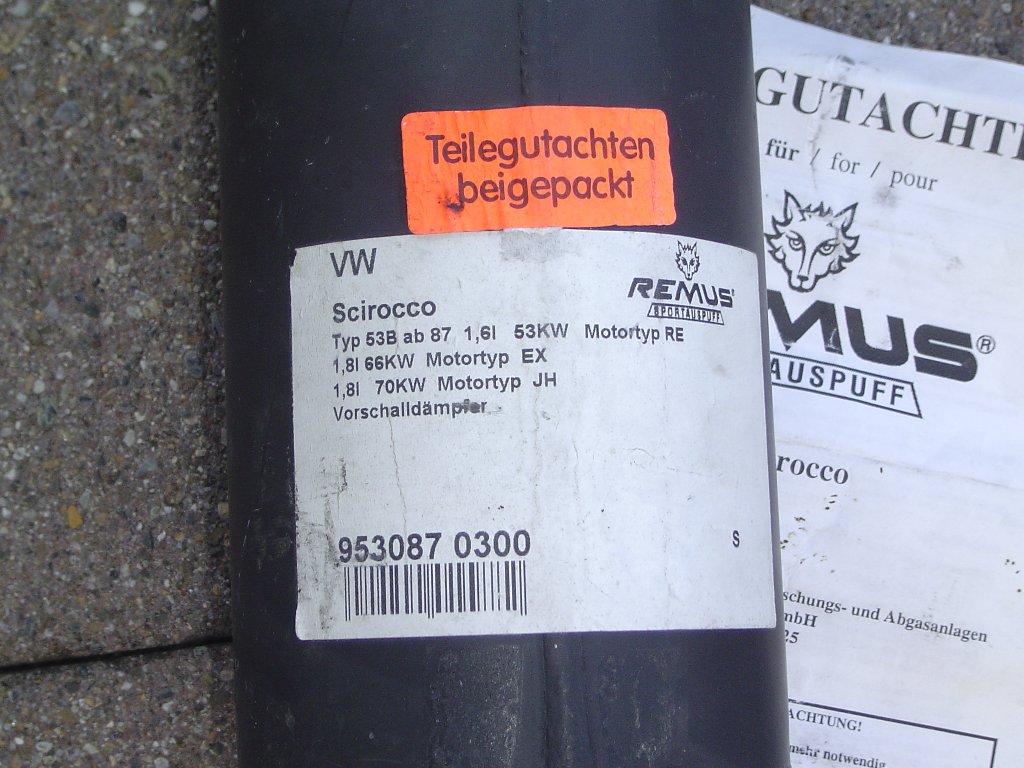 Teilegutachten
beigepackt
VW
REMUS
SPORTAUSPUFF
Scirocco
Typ 53B ab 87 1,6l 53KW Motortyp RE
1,8l 66KW Motortyp EX
1,8l 70KW Motortyp JH
Vorschalldämpfer
953087 0300
S
GUTACHTE
für / for / pour
MUS®
AUSPUFF
rocco
schungs- und Abgasanlagen
mbH
25
ACHTUNG!
mehr notwendig